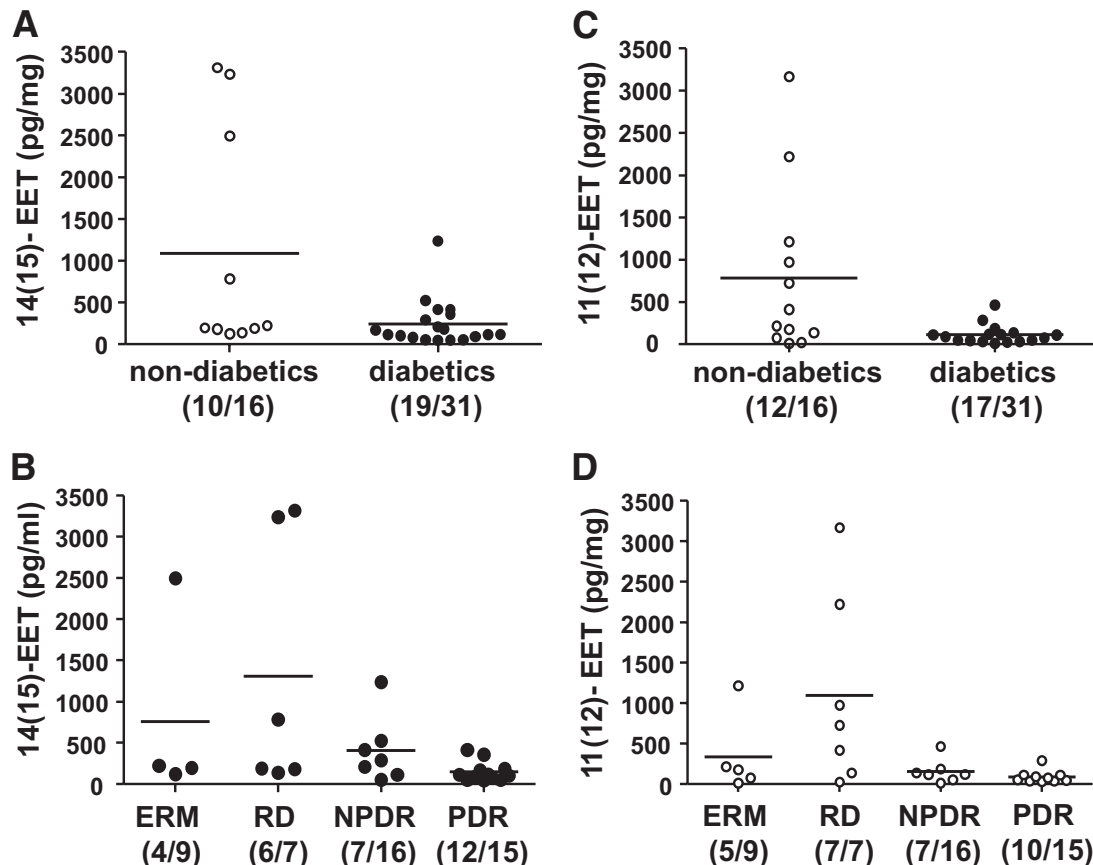 A
14(15)- EET (pg/mg)
3500
3000
2500
2000
1500
1000
500
0
non-diabetics
(10/16)
diabetics
(19/31)
C
11(12)-EET (pg/mg)
3500
3000
2500
2000
1500
1000
500
0
non-diabetics
(12/16)
diabetics
(17/31)
B
14(15)-EET (pg/ml)
3500
3000
2500
2000
1500
1000
500
0
ERM
(4/9)
RD
(6/7)
NPDR
(7/16)
PDR
(12/15)
D
11(12)- EET (pg/mg)
3500
3000
2500
2000
1500
1000
500
0
ERM
(5/9)
RD
(7/7)
NPDR
(7/16)
PDR
(10/15)